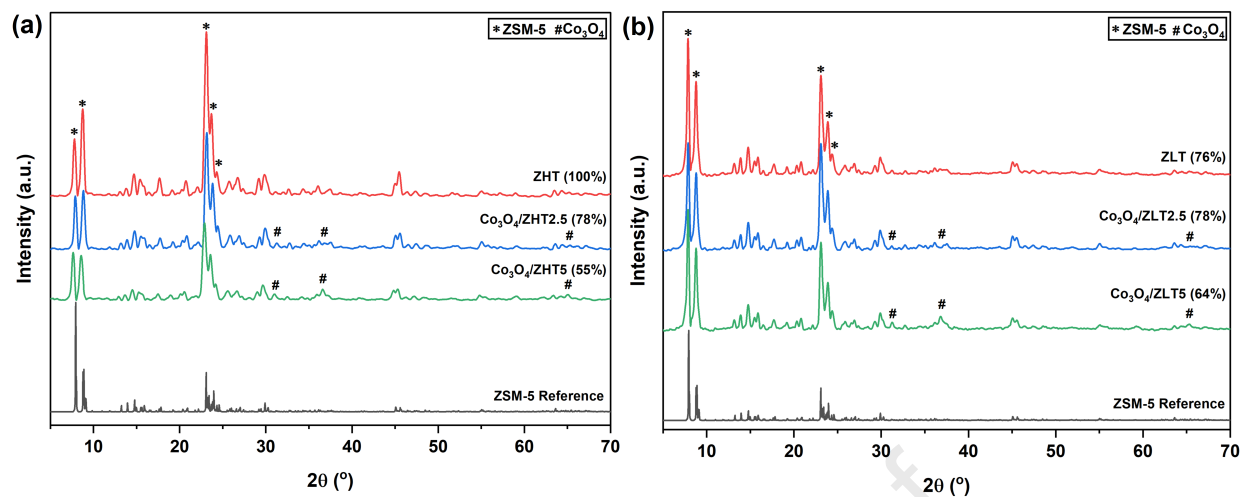 (a)
* ZSM-5 # Co₃O₄
*
*
*
*
*
ZHT (100%)
Co₃O₄/ZHT2.5 (78%)
#
#
#
Co₃O₄/ZHT5 (55%)
#
#
#
ZSM-5 Reference
Intensity (a.u.)
10 20 30 40 50 60 70
2θ (º)
(b)
* ZSM-5 # Co₃O₄
*
*
*
*
*
ZLT (76%)
Co₃O₄/ZLT2.5 (78%)
#
#
#
Co₃O₄/ZLT5 (64%)
#
#
#
ZSM-5 Reference
Intensity (a.u.)
10 20 30 40 50 60 70
2θ (º)